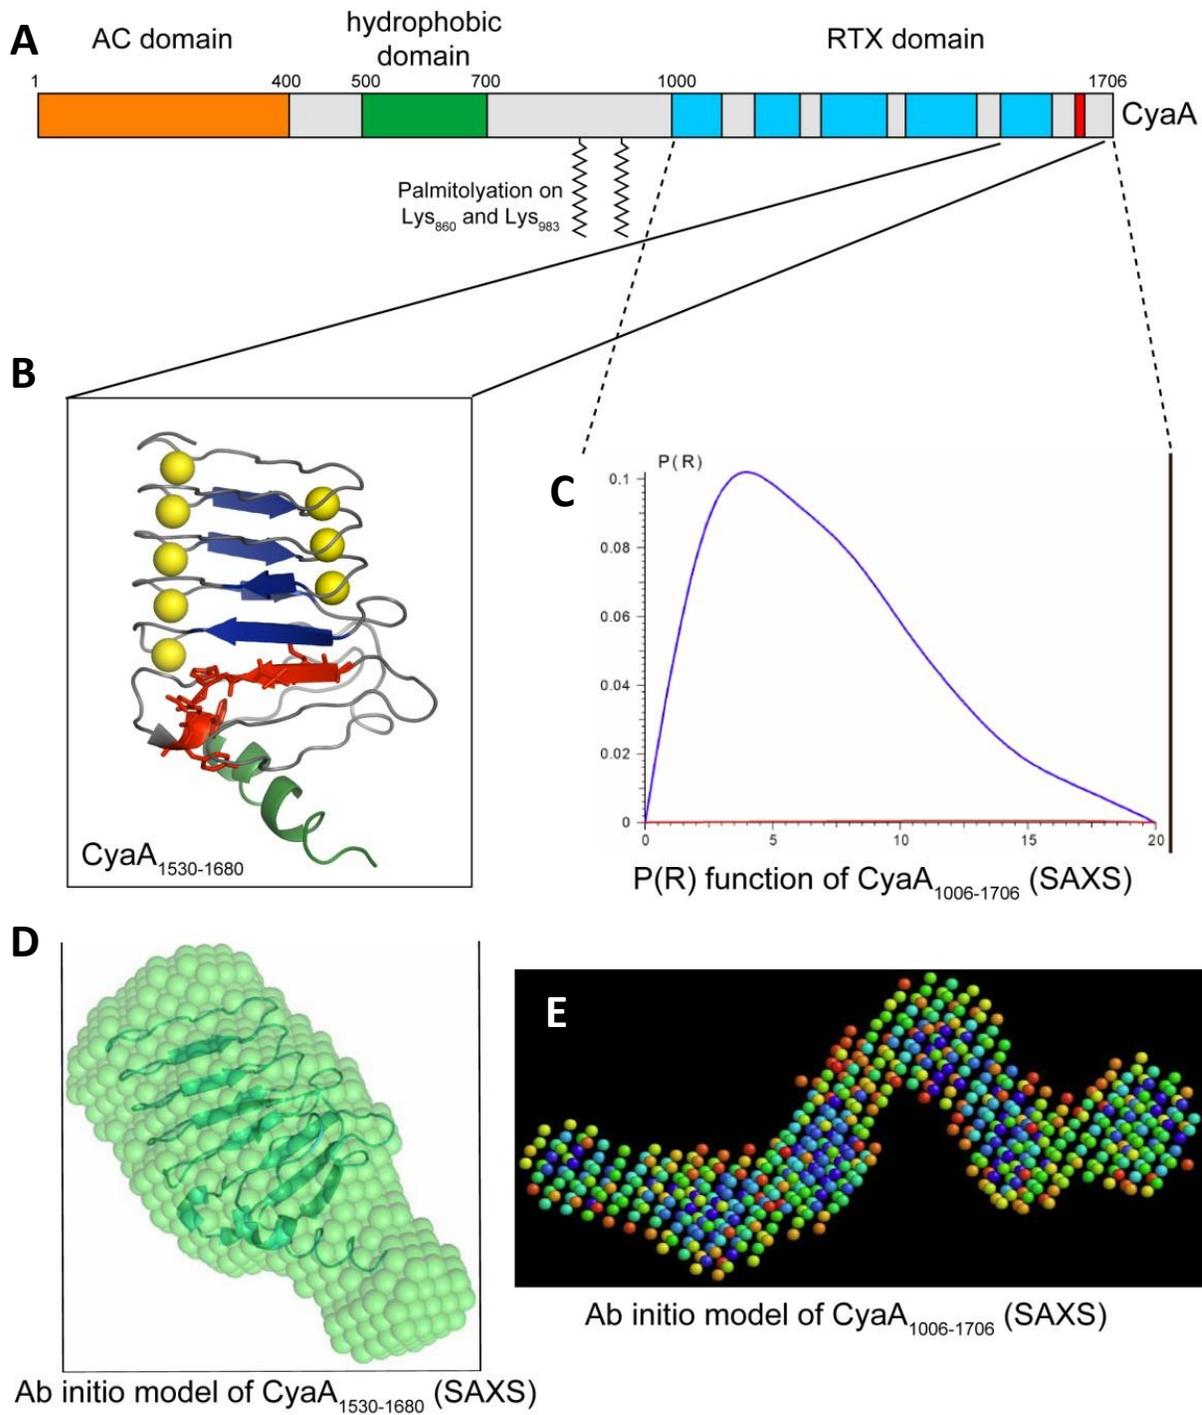 A
AC domain
hydrophobic
domain
RTX domain
1
400
500
700
1000
1706
CyaA
Palmitolyation on
Lys860 and Lys983
B
CyaA1530-1680
C
P(R)
0.1
0.08
0.06
0.04
0.02
0
0
5
10
15
20
P(R) function of CyaA1006-1706 (SAXS)
D
E
Ab initio model of CyaA1006-1706 (SAXS)
Ab initio model of CyaA1530-1680 (SAXS)